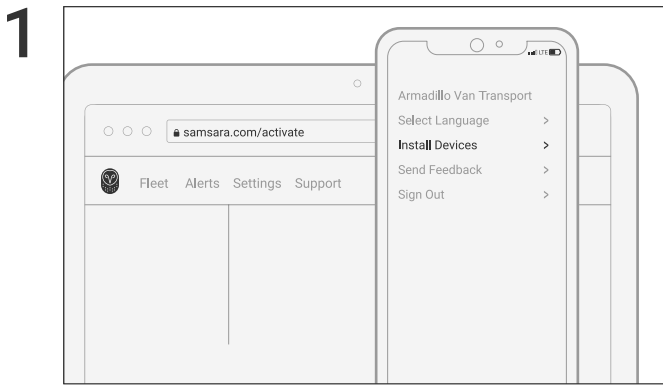 1
samsara.com/activate
Fleet Alerts Settings Support
LTE
Armadillo Van Transport
Select Language >
Install Devices >
Send Feedback >
Sign Out >